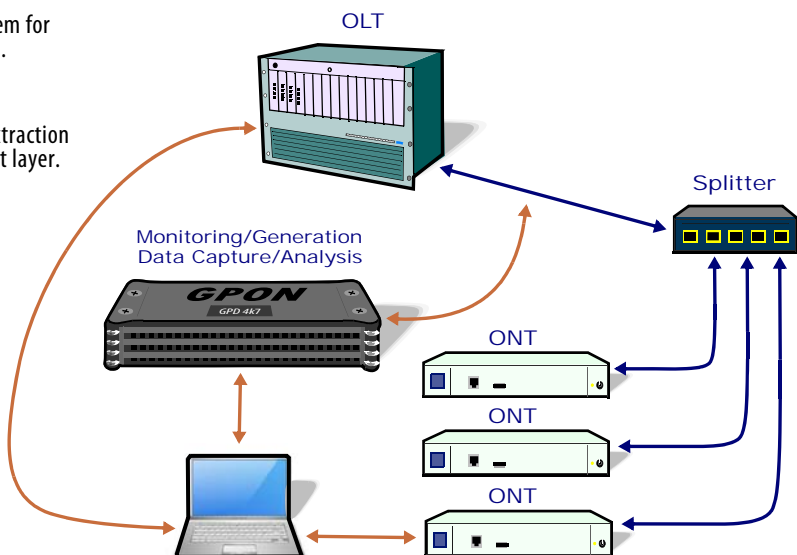 em for
.
traction
t layer.
OLT
Splitter
Monitoring/Generation
Data Capture/Analysis
GPON
GPD 4k7
ONT
ONT
ONT